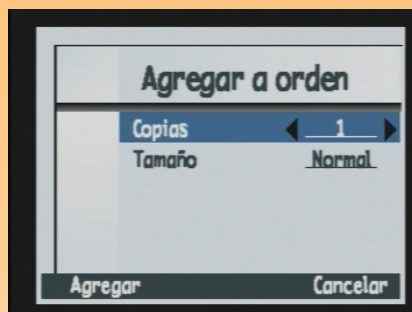 Agregar a orden
Copias 1
Tamaño Normal
Agregar Cancelar